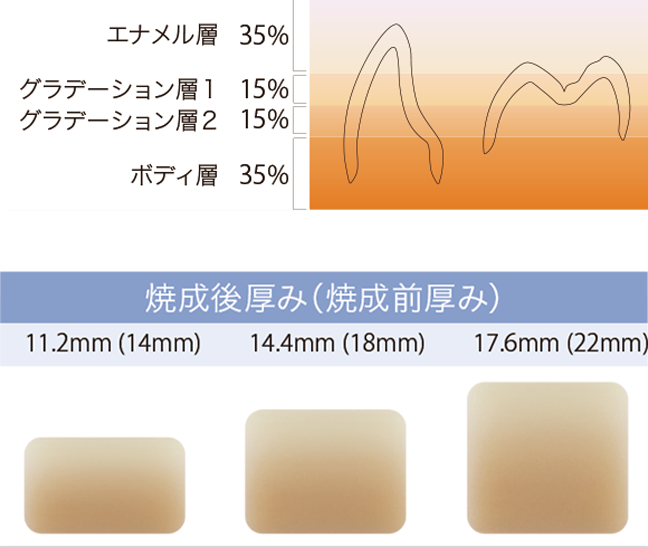 エナメル層 35%
グラデーション層1 15%
グラデーション層2 15%
ボディ層 35%
焼成後厚み(焼成前厚み)
11.2mm (14mm) 14.4mm (18mm) 17.6mm (22mm)